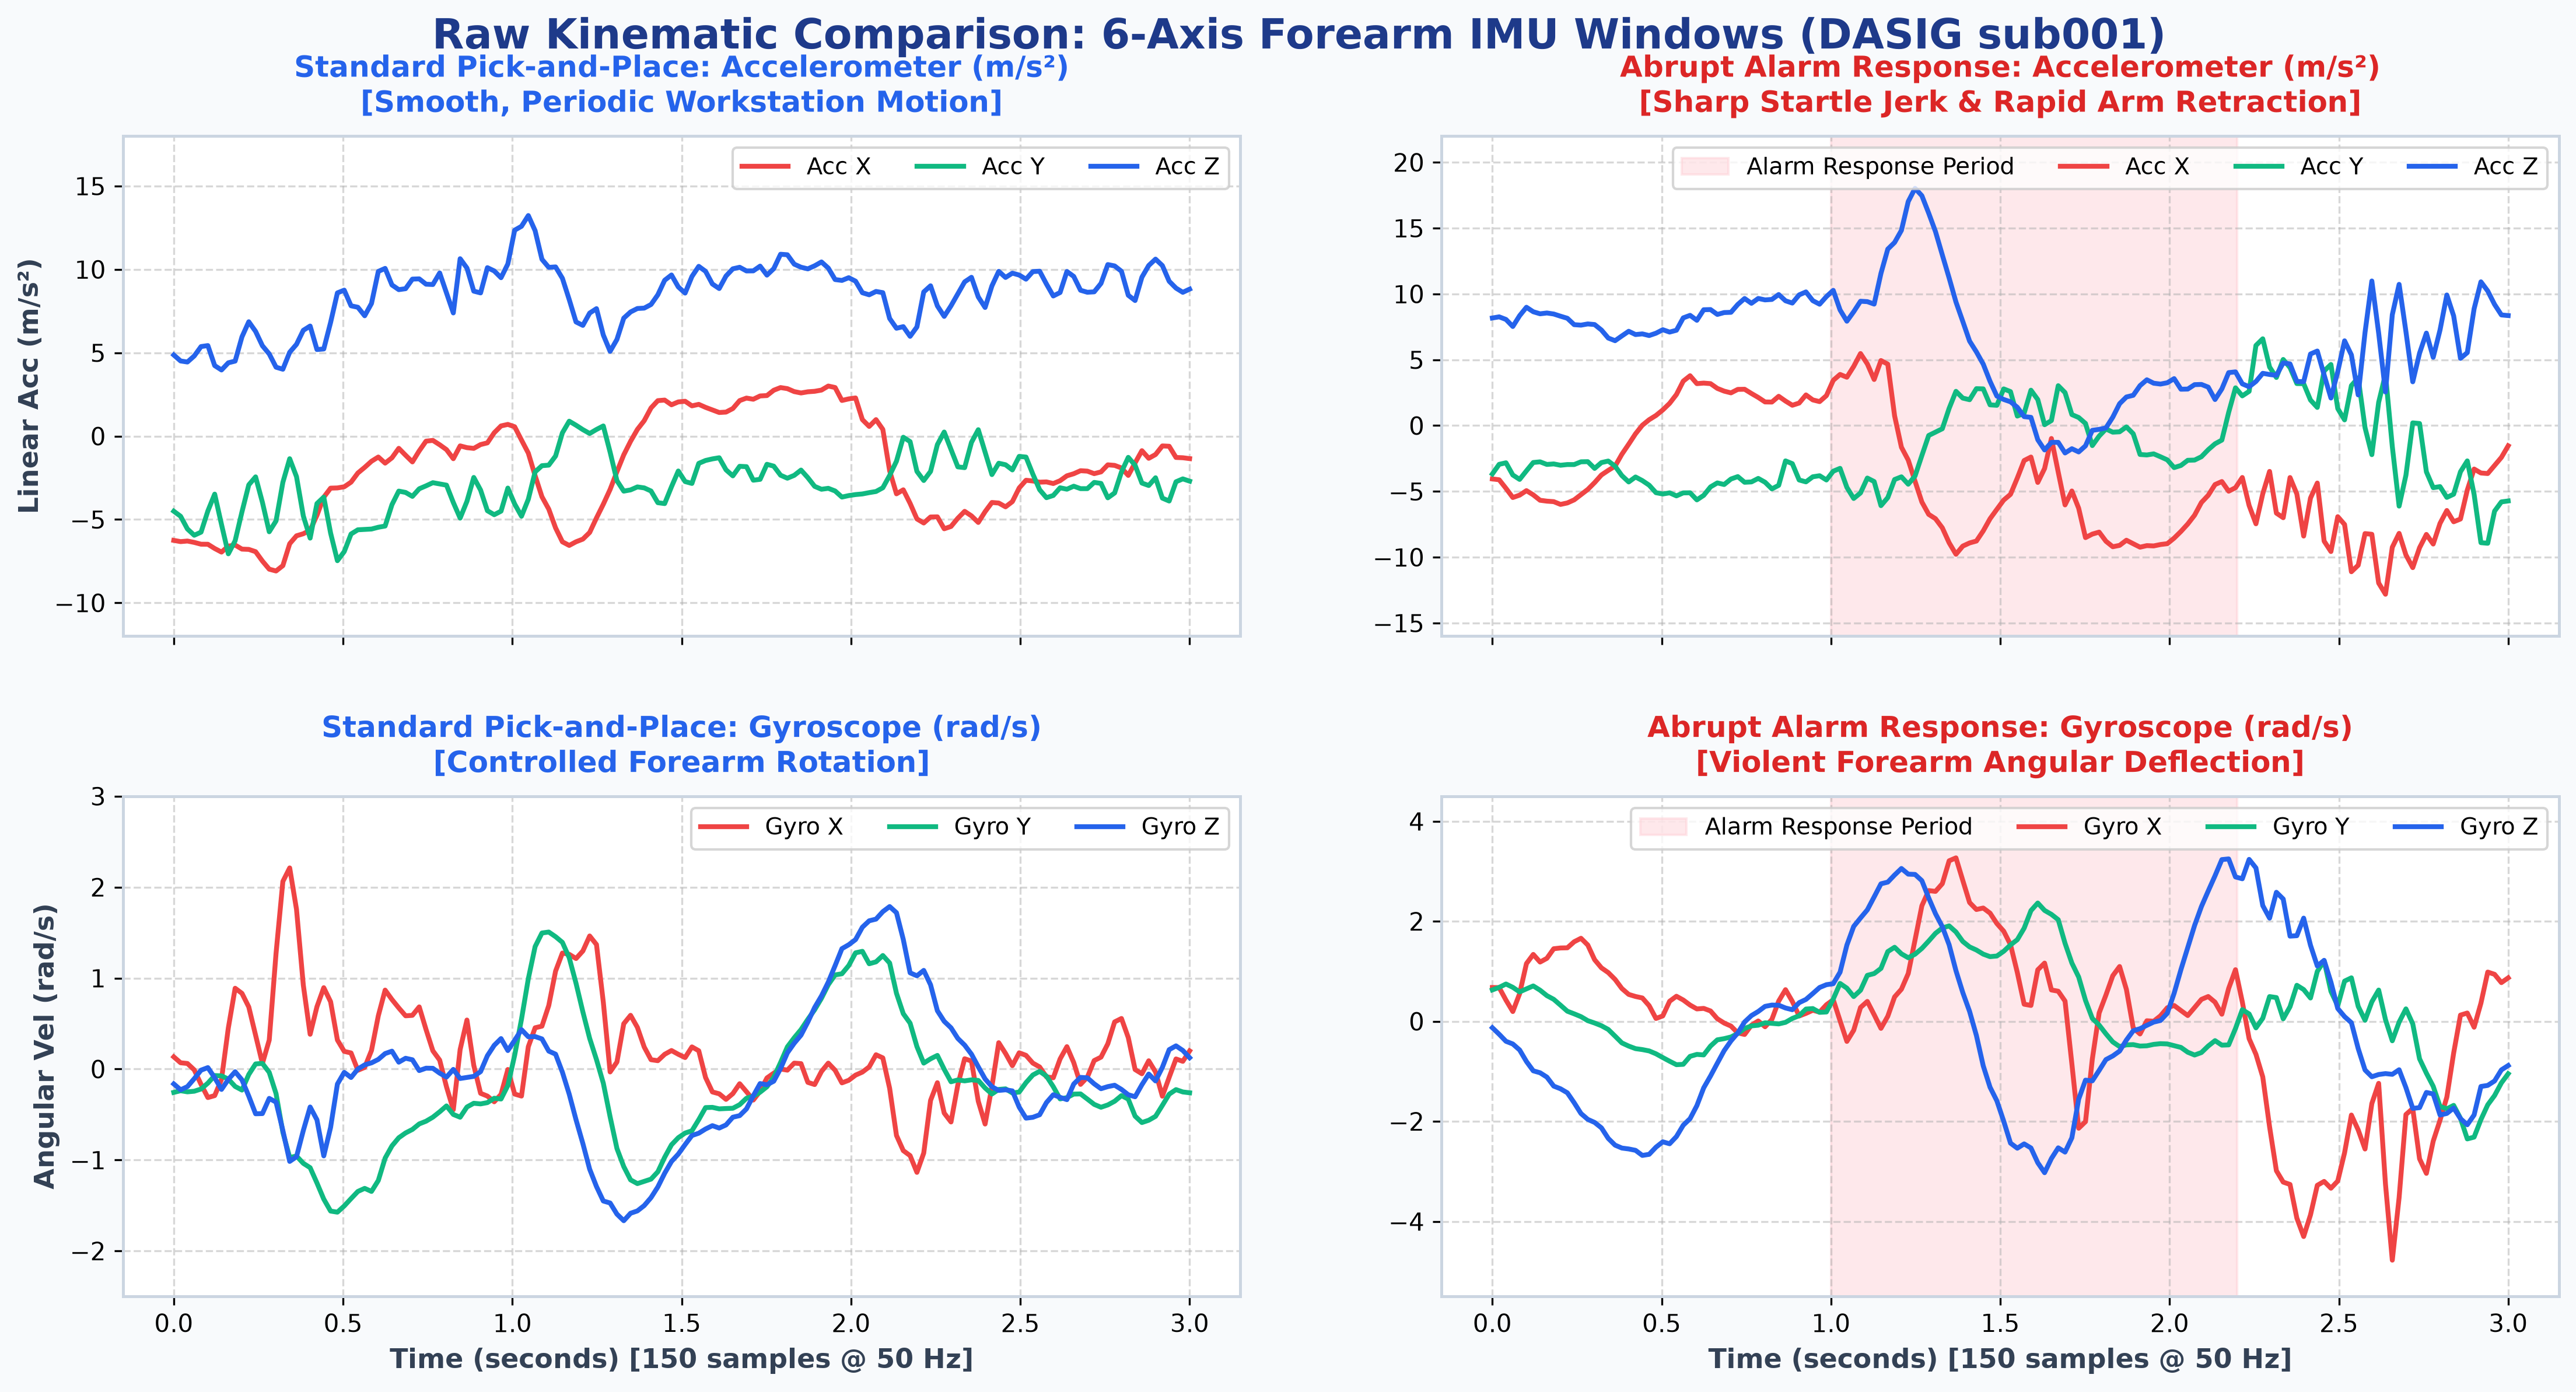 Raw Kinematic Comparison: 6-Axis Forearm IMU Windows (DASIG sub001)
Standard Pick-and-Place: Accelerometer (m/s²)
[Smooth, Periodic Workstation Motion]
Acc X Acc Y Acc Z
15
10
5
0
−5
−10
Linear Acc (m/s²)
Abrupt Alarm Response: Accelerometer (m/s²)
[Sharp Startle Jerk & Rapid Arm Retraction]
Alarm Response Period Acc X Acc Y Acc Z
20
15
10
5
0
−5
−10
−15
Standard Pick-and-Place: Gyroscope (rad/s)
[Controlled Forearm Rotation]
Gyro X Gyro Y Gyro Z
3
2
1
0
−1
−2
Angular Vel (rad/s)
0.0 0.5 1.0 1.5 2.0 2.5 3.0
Time (seconds) [150 samples @ 50 Hz]
Abrupt Alarm Response: Gyroscope (rad/s)
[Violent Forearm Angular Deflection]
Alarm Response Period Gyro X Gyro Y Gyro Z
4
2
0
−2
−4
0.0 0.5 1.0 1.5 2.0 2.5 3.0
Time (seconds) [150 samples @ 50 Hz]